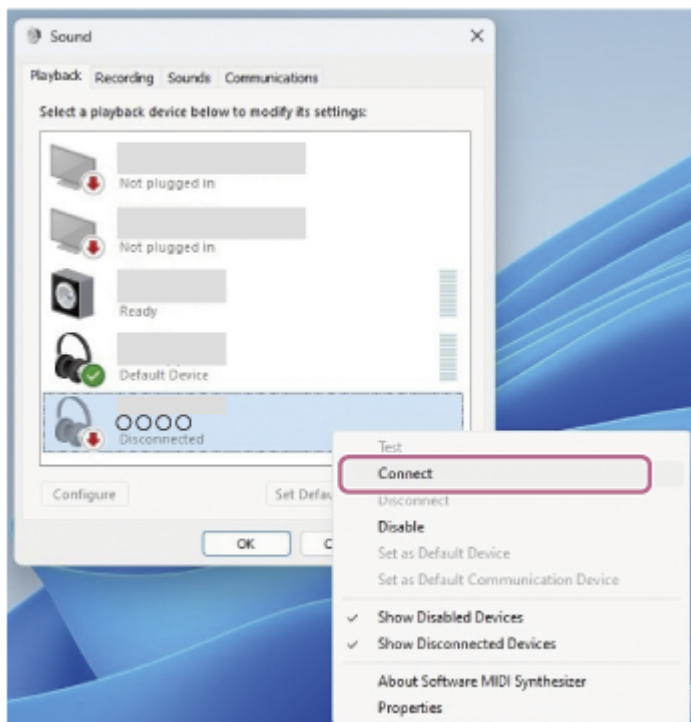 Sound
Playback Recording Sounds Communications
Select a playback device below to modify its settings:
Not plugged in
Not plugged in
Ready
Default Device
OOOO
Disconnected
Configure
Set Defau
OK
C
Test
Connect
Disconnect
Disable
Set as Default Device
Set as Default Communication Device
Show Disabled Devices
Show Disconnected Devices
About Software MIDI Synthesizer
Properties